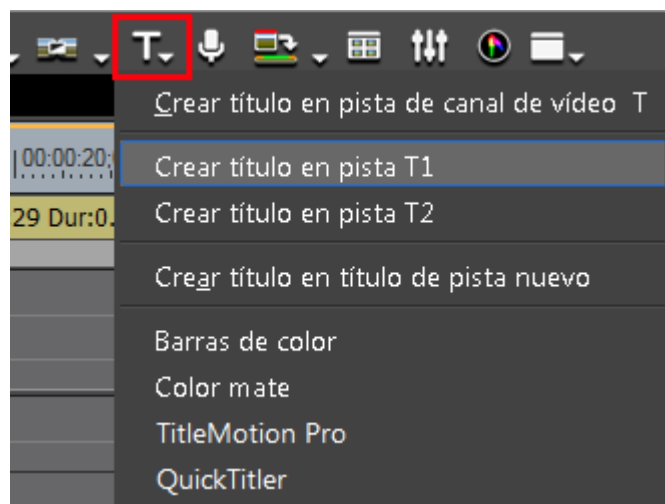 T
Crear título en pista de canal de vídeo T
00:00:20;
Crear título en pista T1
29 Dur:0.
Crear título en pista T2
Crear título en título de pista nuevo
Barras de color
Color mate
TitleMotion Pro
QuickTitler